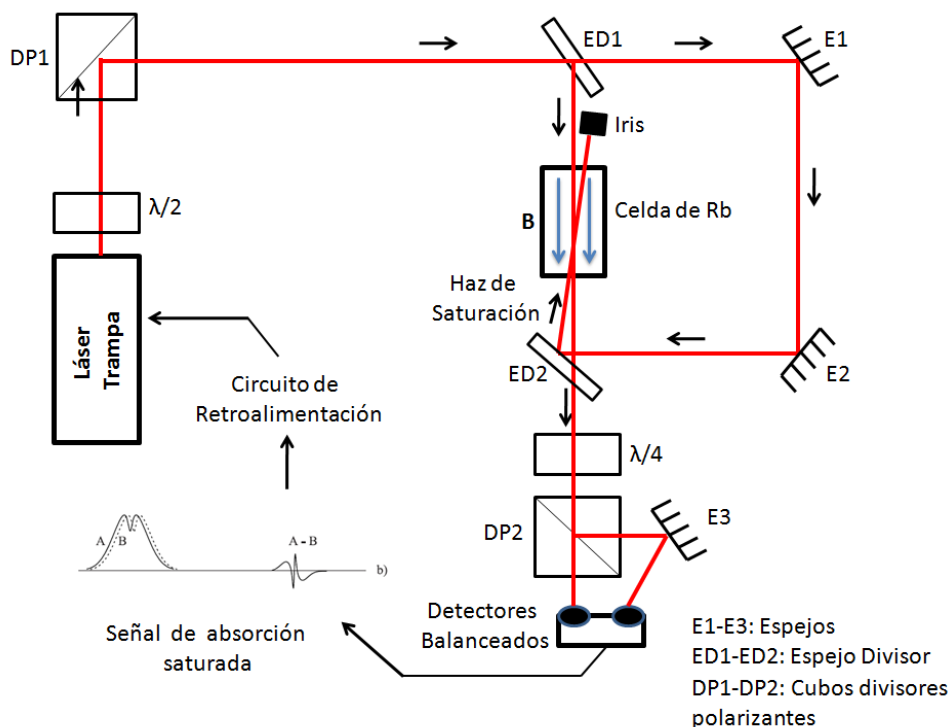 DP1
ED1
E1
Iris
λ/2
B
Celda de Rb
Haz de
Saturación
Láser
Trampa
ED2
E2
Circuito de
Retroalimentación
λ/4
DP2
E3
A B
A - B
b)
Detectores
Balanceados
Señal de absorción
saturada
E1-E3: Espejos
ED1-ED2: Espejo Divisor
DP1-DP2: Cubos divisores
polarizantes